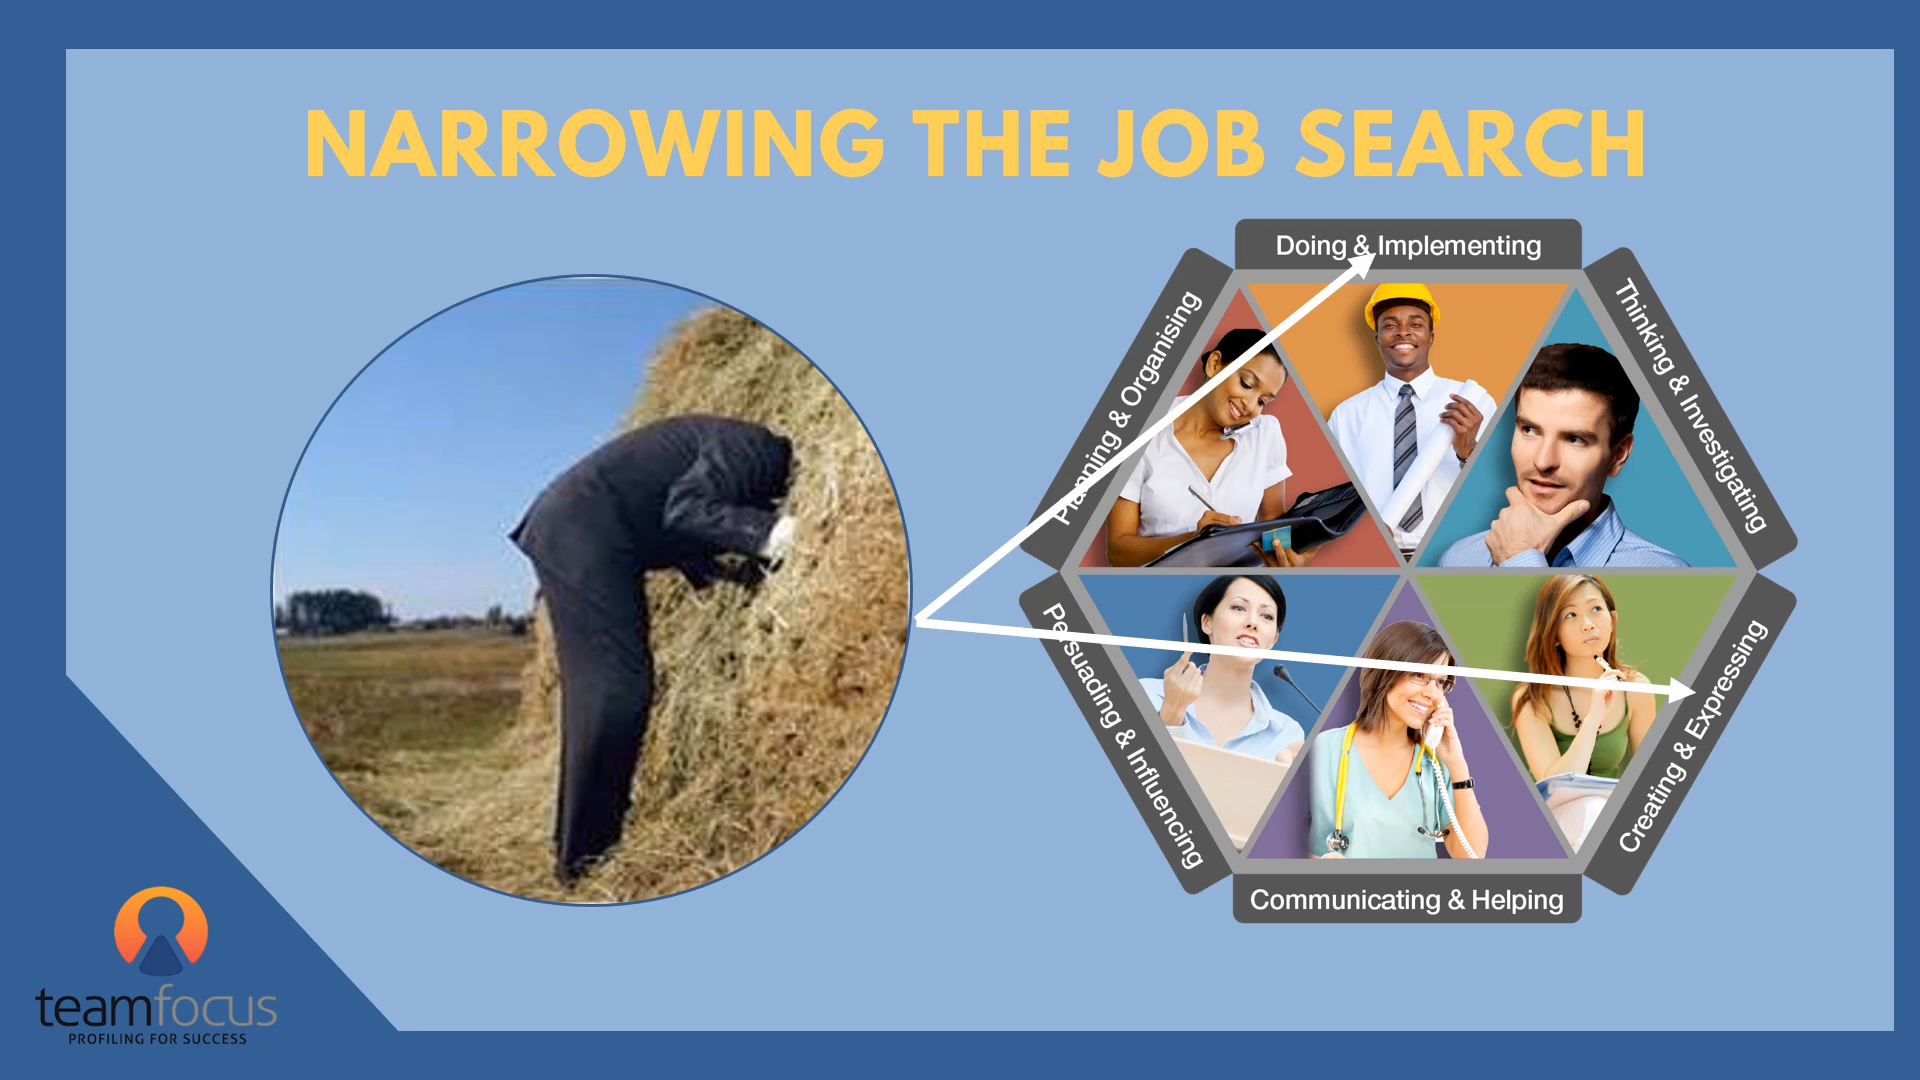 NARROWING THE JOB SEARCH
Doing & Implementing
Planning & Organising
Thinking & Investigating
Persuading & Influencing
Creating & Expressing
Communicating & Helping
teamfocus
PROFILING FOR SUCCESS